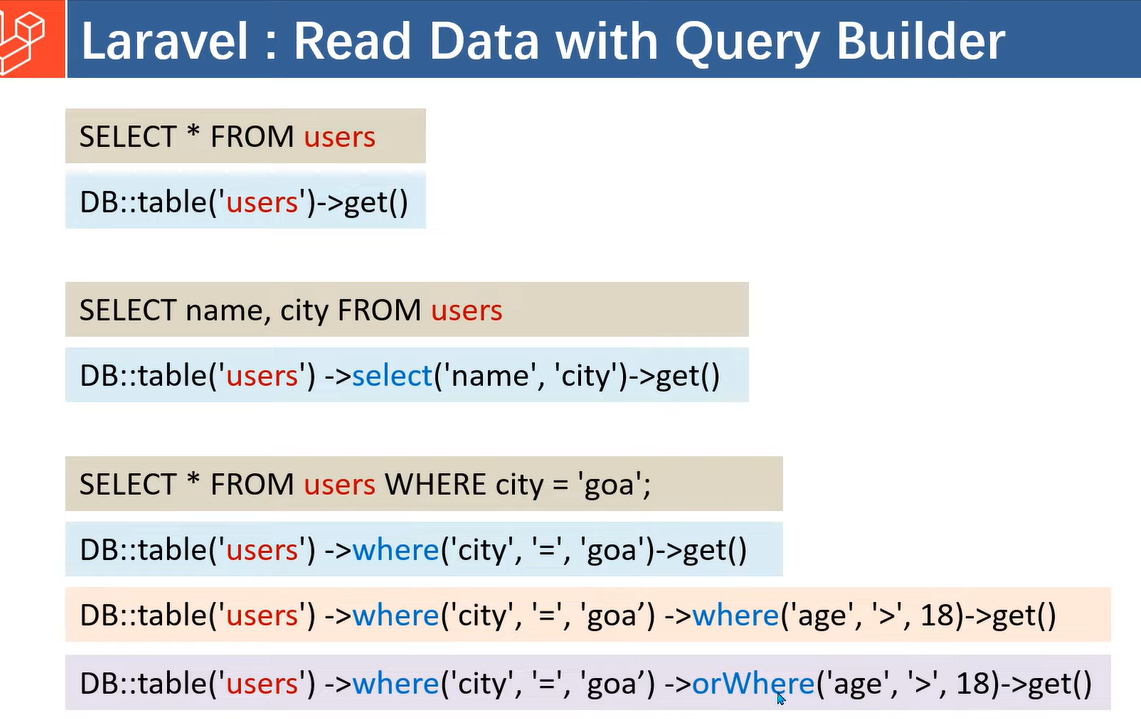 Laravel : Read Data with Query Builder
SELECT * FROM users
DB::table('users')->get()
SELECT name, city FROM users
DB::table('users') ->select('name', 'city')->get()
SELECT * FROM users WHERE city = 'goa';
DB::table('users') ->where('city', '=', 'goa')->get()
DB::table('users') ->where('city', '=', 'goa’) ->where('age', '>', 18)->get()
DB::table('users') ->where('city', '=', 'goa’) ->orWhere('age', '>', 18)->get()